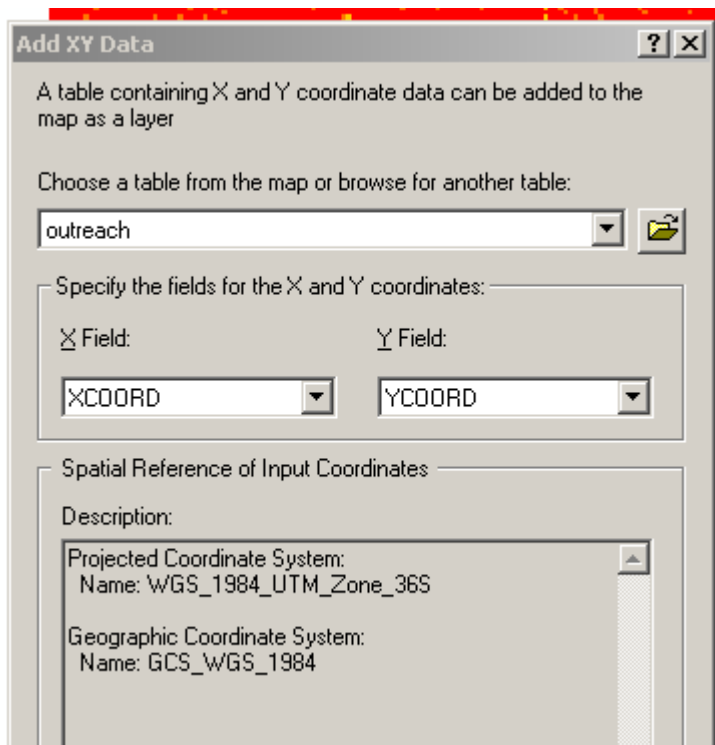 Add XY Data
A table containing X and Y coordinate data can be added to the
map as a layer
Choose a table from the map or browse for another table:
outreach
Specify the fields for the X and Y coordinates:
X Field:
Y Field:
XCOORD
YCOORD
Spatial Reference of Input Coordinates
Description:
Projected Coordinate System:
Name: WGS_1984_UTM_Zone_36S
Geographic Coordinate System:
Name: GCS_WGS_1984